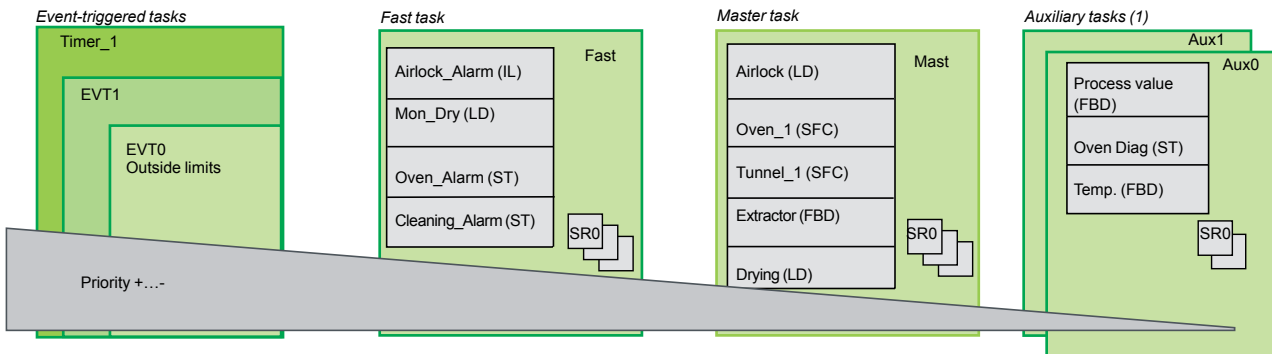 Event-triggered tasks
Timer_1
EVT1
EVT0
Outside limits
Fast task
Fast
Airlock_Alarm (IL)
Mon_Dry (LD)
Oven_Alarm (ST)
Cleaning_Alarm (ST)
SR0
Master task
Mast
Airlock (LD)
Oven_1 (SFC)
Tunnel_1 (SFC)
Extractor (FBD)
Drying (LD)
SR0
Auxiliary tasks (1)
Aux1
Aux0
Process value
(FBD)
Oven Diag (ST)
Temp. (FBD)
SR0
Priority +...-